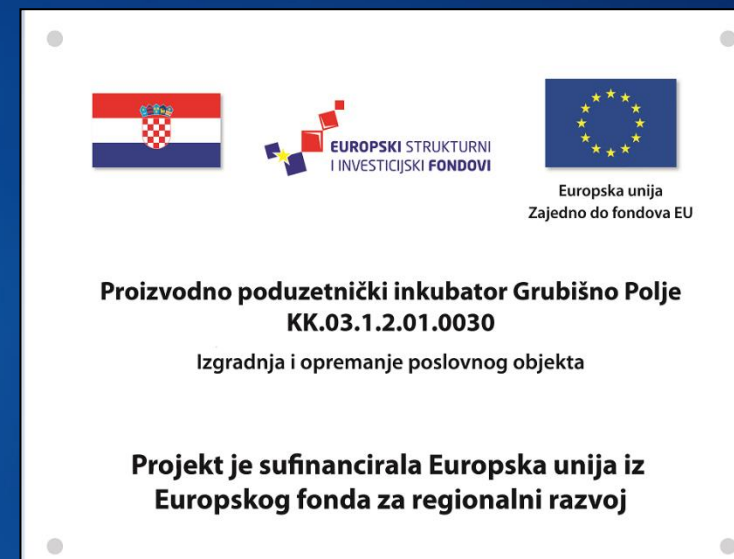 EUROPSKI STRUKTURNI
I INVESTICIJSKI FONDOVI
Europska unija
Zajedno do fondova EU
Proizvodno poduzetnički inkubator Grubišno Polje
KK.03.1.2.01.0030
Izgradnja i opremanje poslovnog objekta
Projekt je sufinancirala Europska unija iz
Europskog fonda za regionalni razvoj